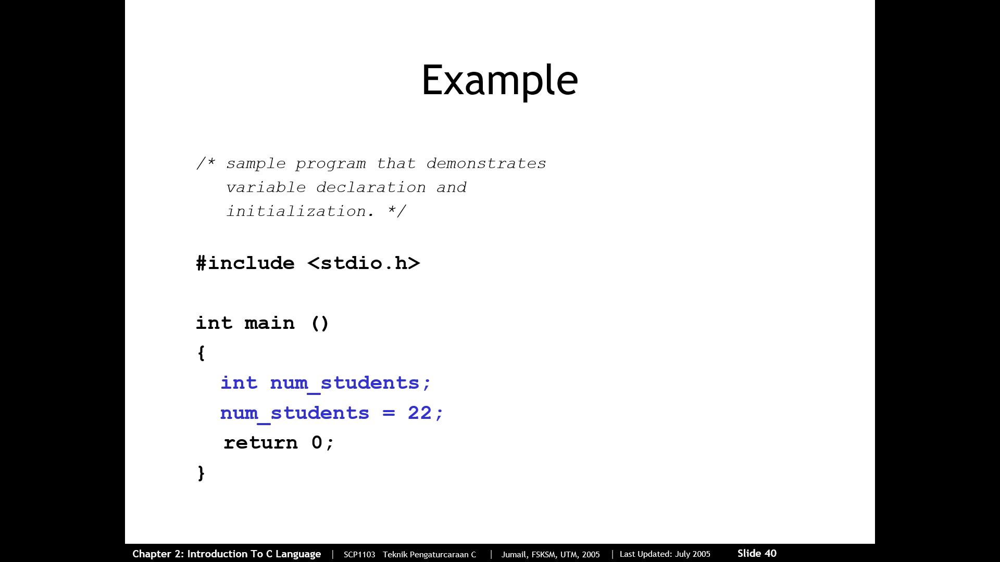 Example
/* sample program that demonstrates
variable declaration and
initialization. */
#include <stdio.h>
int main ()
{
int num_students;
num_students = 22;
return 0;
}
Chapter 2: Introduction To C Language | SCP1103 Teknik Pengaturcaraan C | Jumail, FSKSM, UTM, 2005 | Last Updated: July 2005 Slide 40